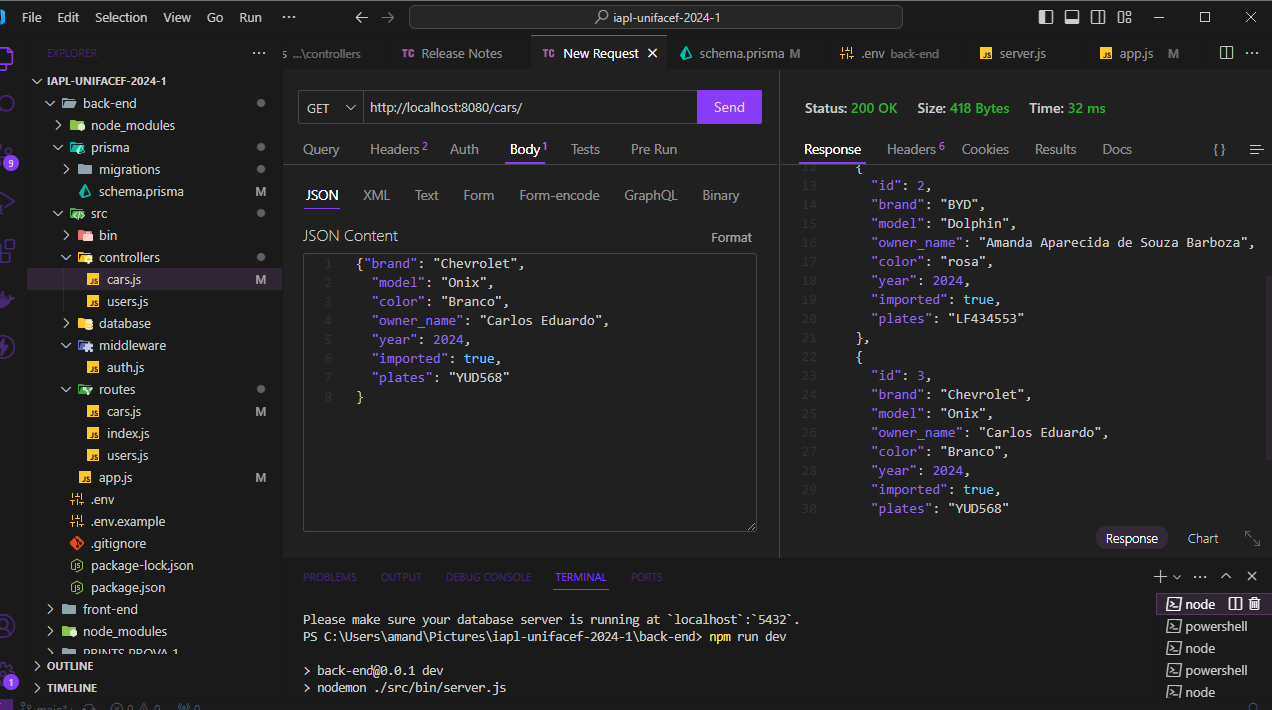 File Edit Selection View Go Run ··· iapl-unifacef-2024-1
EXPLORER ···
...\controllers TC Release Notes TC New Request schema.prisma M .env back-end server.js app.js M ···
IAPL-UNIFACEF-2024-1
back-end
node_modules
prisma
migrations
schema.prisma M
src
bin
controllers
cars.js M
users.js
database
middleware
auth.js
routes
cars.js M
index.js
users.js
app.js M
.env
.env.example
.gitignore
package-lock.json
package.json
front-end
node_modules
PRINTS PROVA 1
OUTLINE
TIMELINE
9
1
main*
0 0 0
GET http://localhost:8080/cars/ Send
Query Headers 2 Auth Body 1 Tests Pre Run
JSON XML Text Form Form-encode GraphQL Binary
JSON Content Format
1 {"brand": "Chevrolet",
2 "model": "Onix",
3 "color": "Branco",
4 "owner_name": "Carlos Eduardo",
5 "year": 2024,
6 "imported": true,
7 "plates": "YUD568"
8 }
Status: 200 OK Size: 418 Bytes Time: 32 ms
Response Headers 6 Cookies Results Docs {}
12 {
13 "id": 2,
14 "brand": "BYD",
15 "model": "Dolphin",
16 "owner_name": "Amanda Aparecida de Souza Barboza",
17 "color": "rosa",
18 "year": 2024,
19 "imported": true,
20 "plates": "LF434553"
21 },
22 {
23 "id": 3,
24 "brand": "Chevrolet",
25 "model": "Onix",
26 "owner_name": "Carlos Eduardo",
27 "color": "Branco",
28 "year": 2024,
29 "imported": true,
30 "plates": "YUD568"
Response Chart
PROBLEMS OUTPUT DEBUG CONSOLE TERMINAL PORTS ···
Please make sure your database server is running at `localhost`:`5432`.
PS C:\Users\amand\Pictures\iapl-unifacef-2024-1\back-end> npm run dev
> back-end@0.0.1 dev
> nodemon ./src/bin/server.js
node
powershell
node
powershell
node